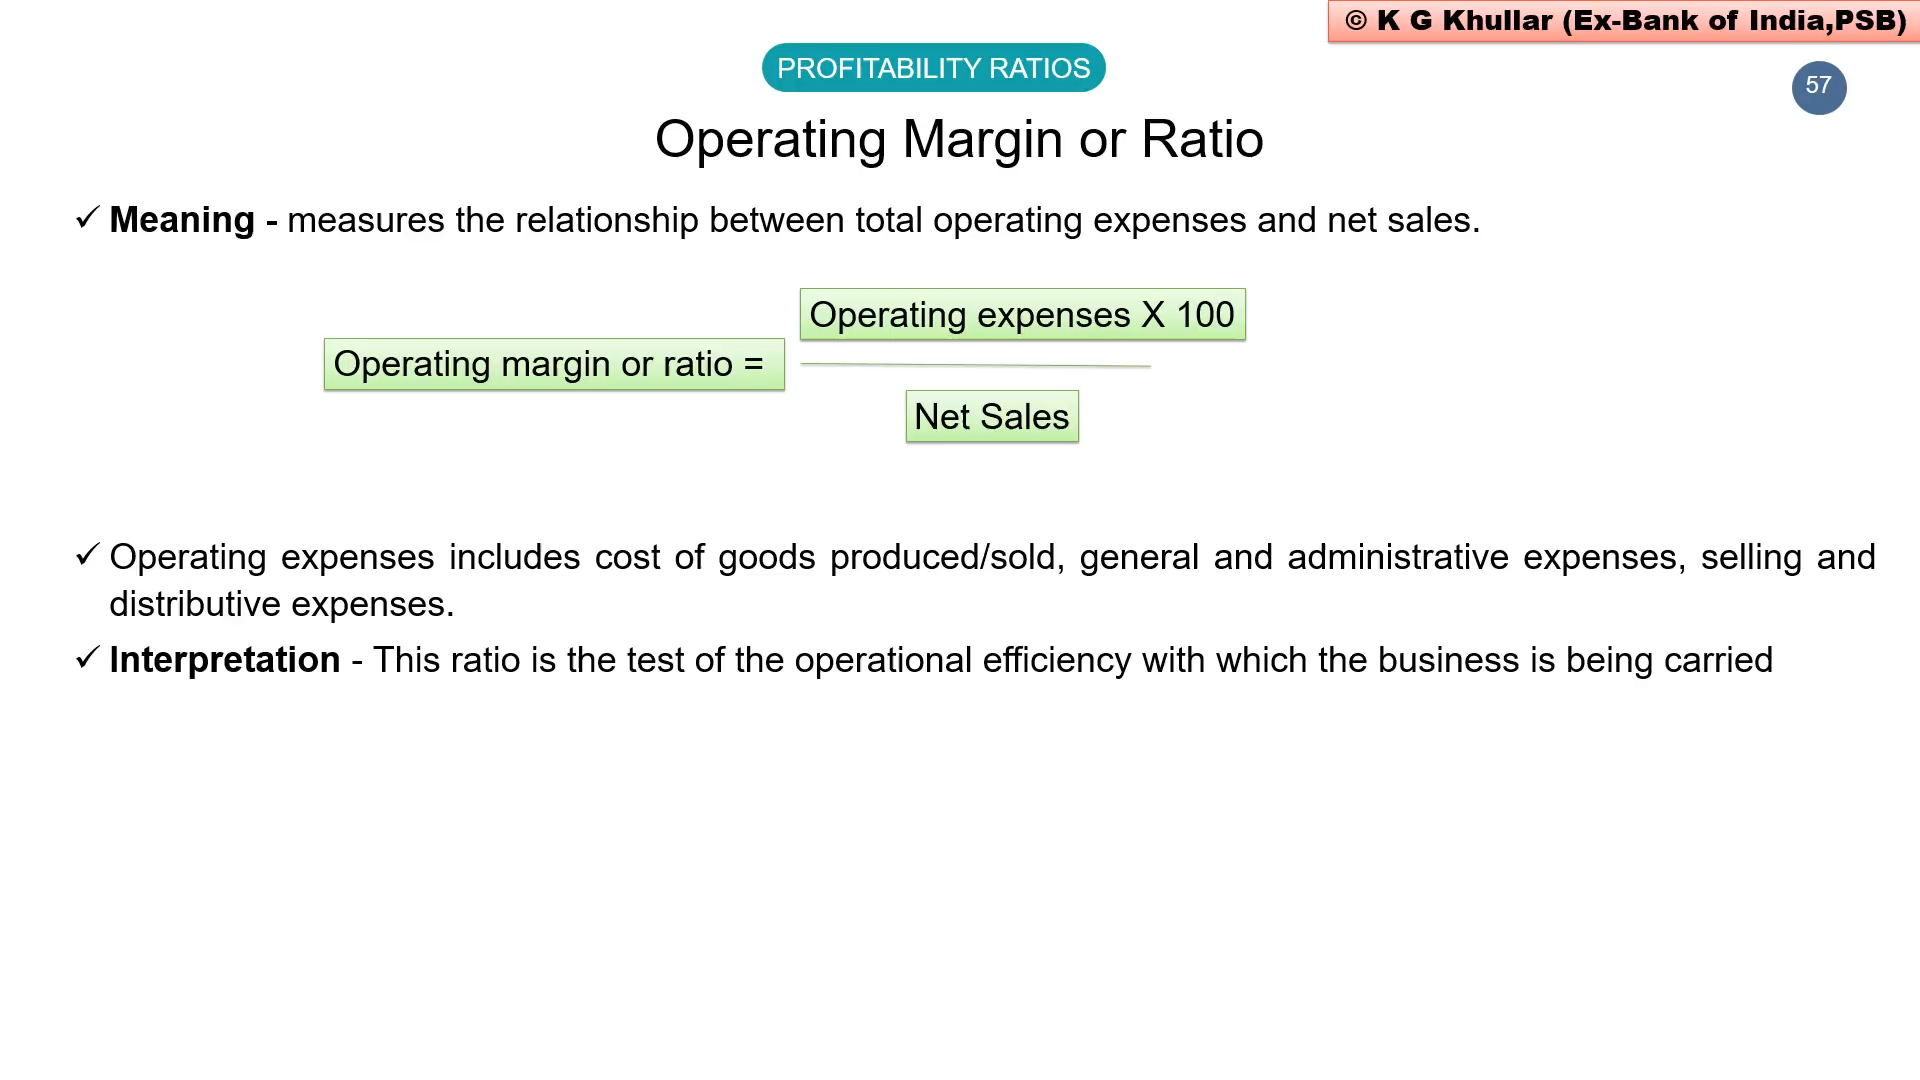 © K G Khullar (Ex-Bank of India,PSB)
PROFITABILITY RATIOS
57
Operating Margin or Ratio
✓ Meaning - measures the relationship between total operating expenses and net sales.
Operating expenses X 100
Operating margin or ratio =
Net Sales
✓ Operating expenses includes cost of goods produced/sold, general and administrative expenses, selling and
distributive expenses.
✓ Interpretation - This ratio is the test of the operational efficiency with which the business is being carried